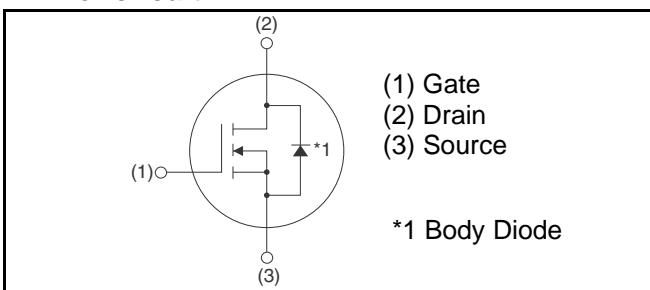 (2)
(1) Gate
(2) Drain
(3) Source
*1
(1)
*1 Body Diode
(3)